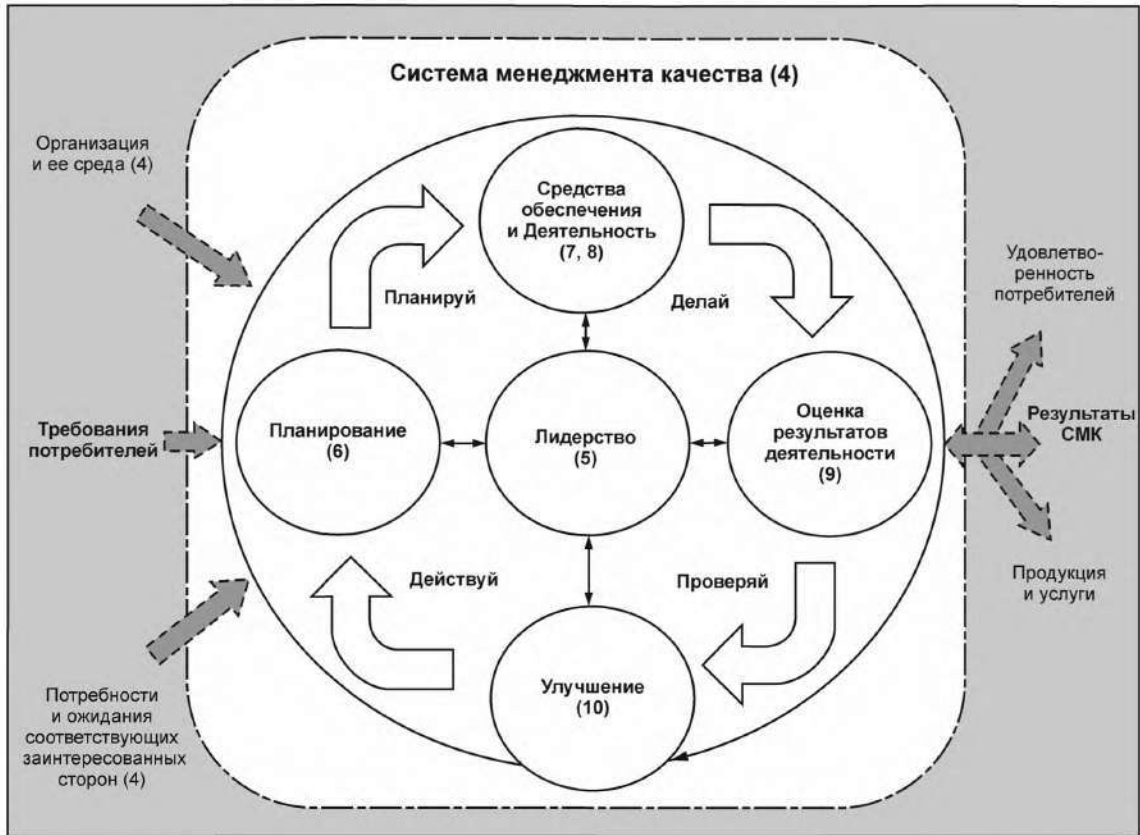 Система менеджмента качества (4)
Организация
и ее среда (4)
Средства
обеспечения
и Деятельность
(7, 8)
Планируй
Делай
Удовлетво-
ренность
потребителей
Требования
потребителей
Планирование
(6)
Лидерство
(5)
Оценка
результатов
деятельности
(9)
Результаты
СМК
Действуй
Проверяй
Продукция
и услуги
Улучшение
(10)
Потребности
и ожидания
соответствующих
заинтересованных
сторон (4)